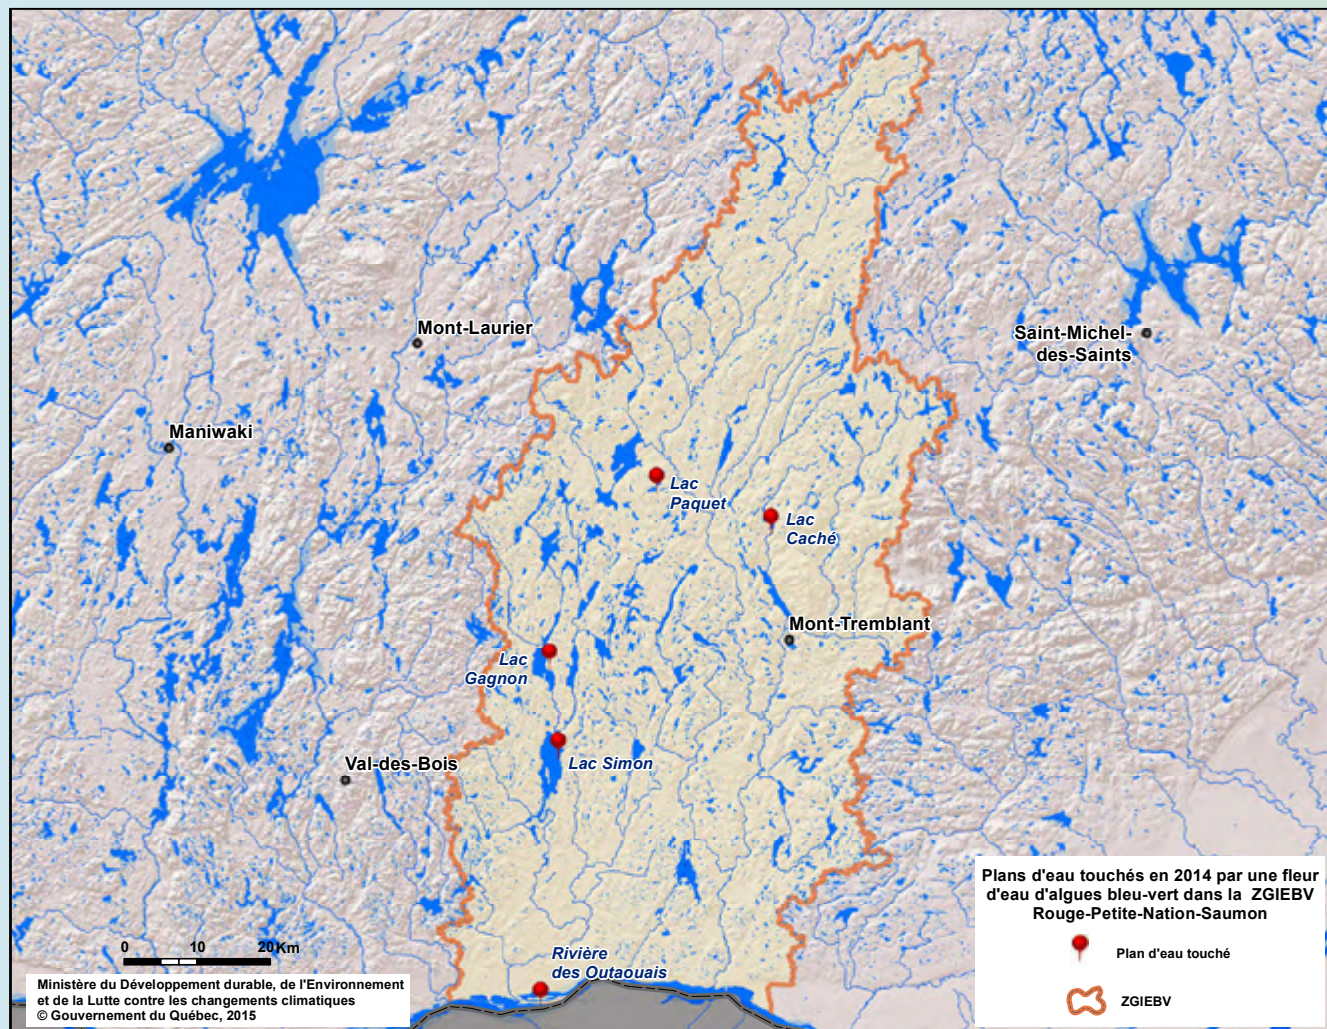 Mont-Laurier
Saint-Michel-
des-Saints
Maniwaki
Lac
Paquet
Lac
Caché
Mont-Tremblant
Lac
Gagnon
Lac Simon
Val-des-Bois
Rivière
des Outaouais
0 10 20 Km
Ministère du Développement durable, de l'Environnement
et de la Lutte contre les changements climatiques
© Gouvernement du Québec, 2015
Plans d'eau touchés en 2014 par une fleur
d'eau d'algues bleu-vert dans la ZGIEBV
Rouge-Petite-Nation-Saumon
Plan d'eau touché
ZGIEBV